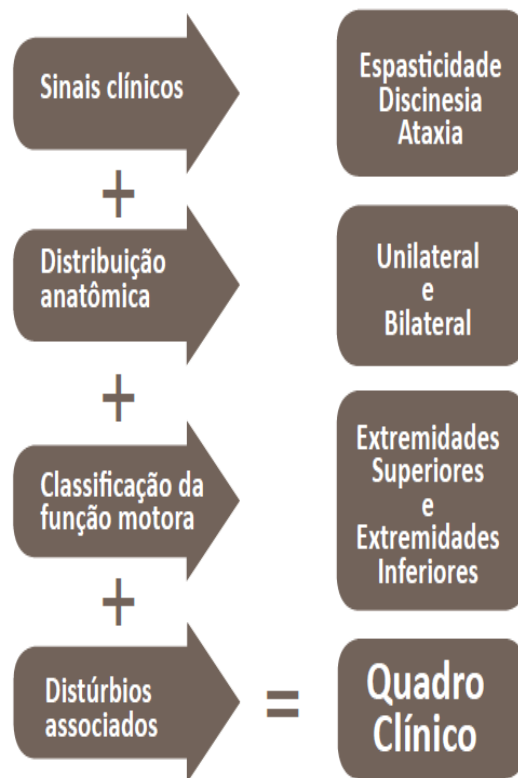 Sinais clínicos
Espasticidade
Discinesia
Ataxia
+
Distribuição
anatômica
Unilateral
e
Bilateral
+
Classificação da
função motora
Extremidades
Superiores
e
Extremidades
Inferiores
+
Distúrbios
associados
=
Quadro
Clínico